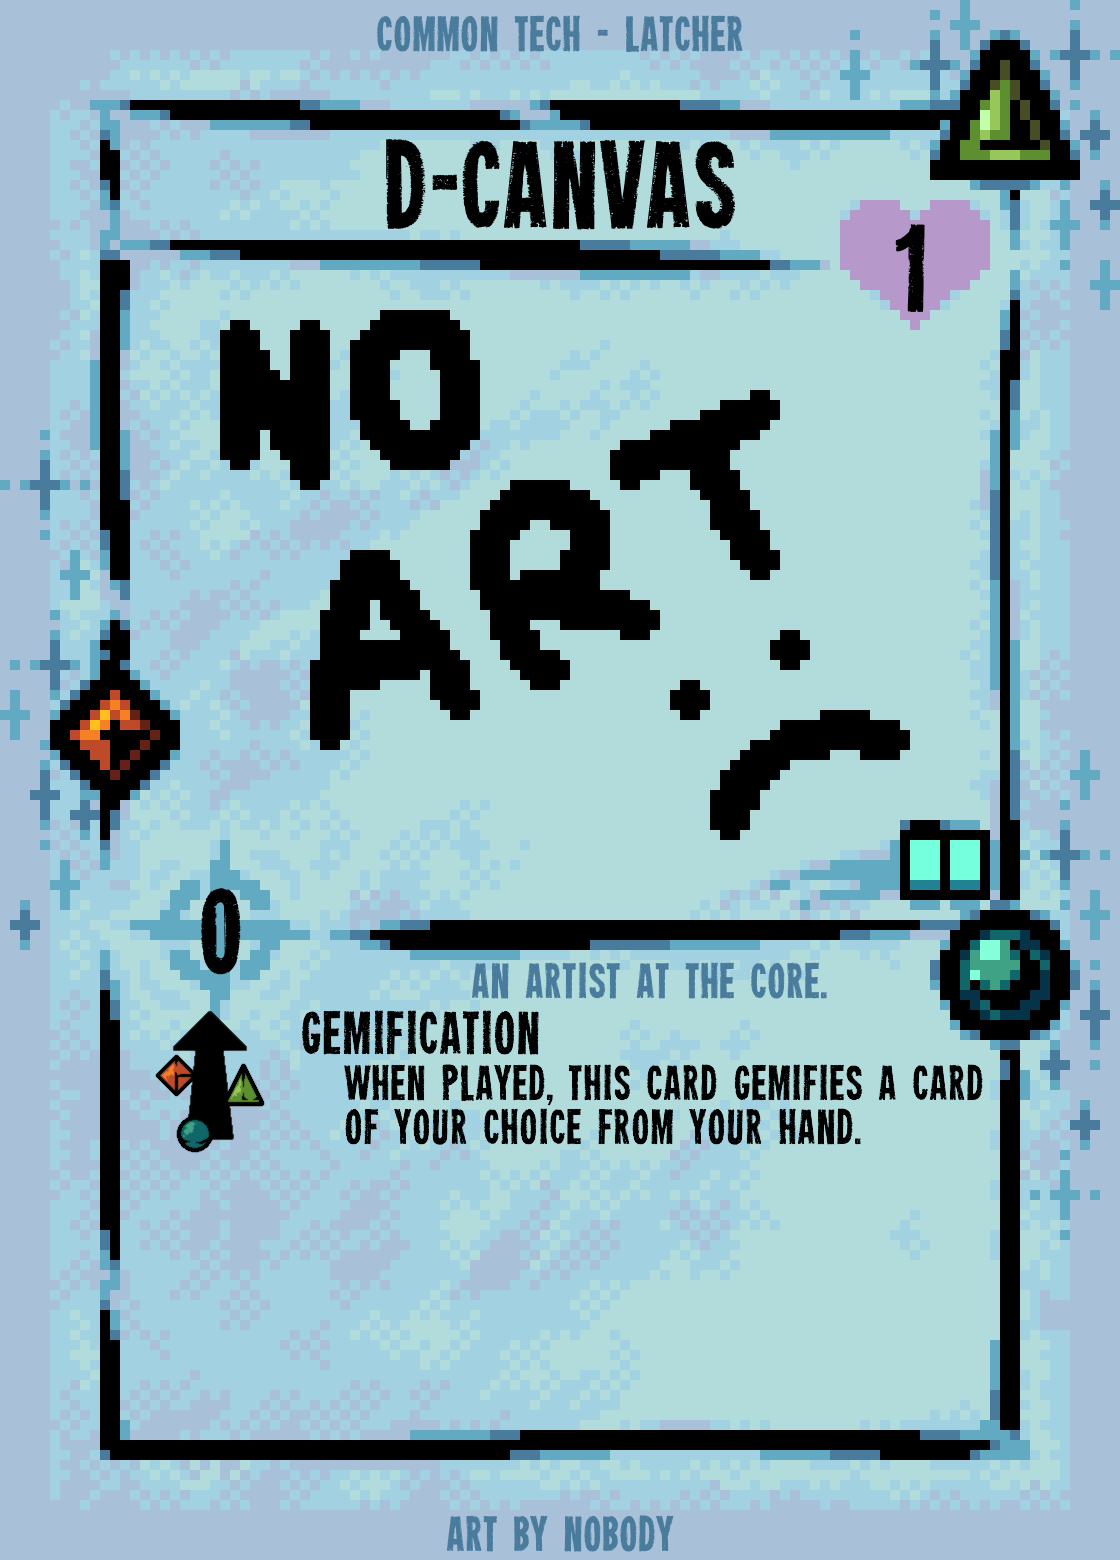 COMMON TECH - LATCHER
D-CANVAS
1
NO
ART
:(
0
AN ARTIST AT THE CORE.
GEMIFICATION
WHEN PLAYED, THIS CARD GEMIFIES A CARD
OF YOUR CHOICE FROM YOUR HAND.
ART BY NOBODY